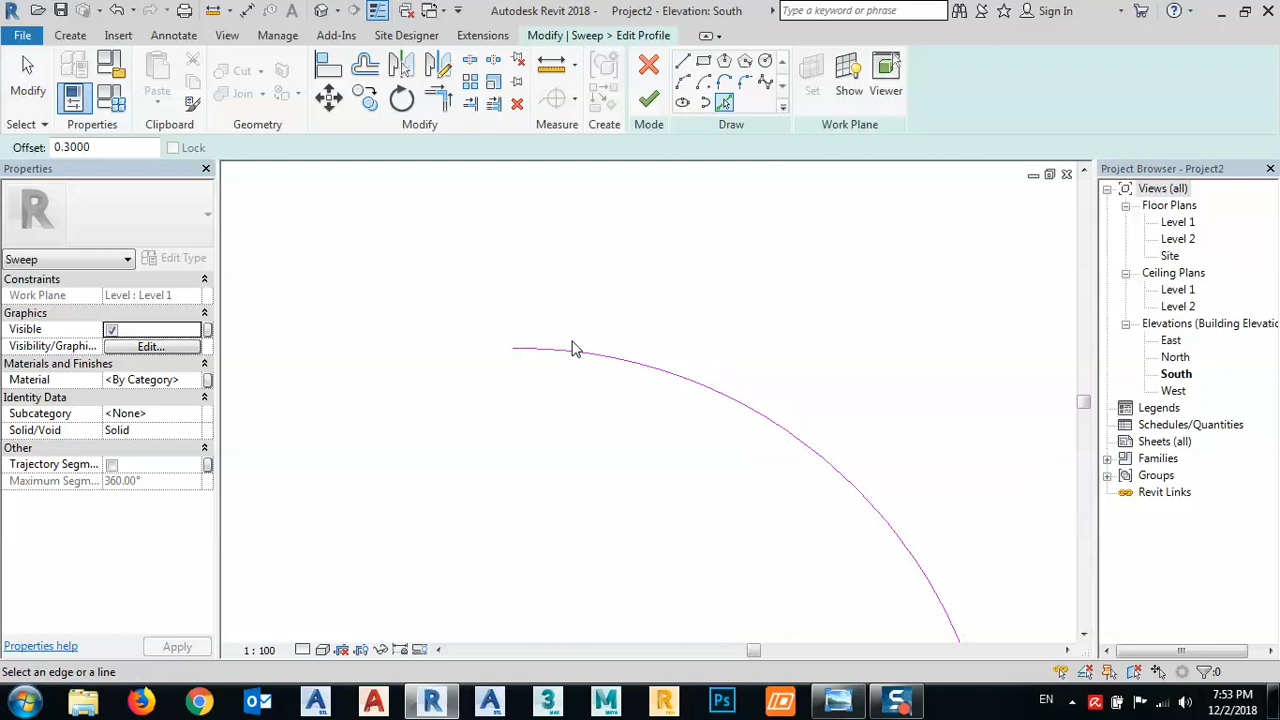 Autodesk Revit 2018 - Project2 - Elevation: South
Type a keyword or phrase
Sign In
File Create Insert Annotate View Manage Add-Ins Site Designer Extensions Modify | Sweep > Edit Profile
Modify
Paste
Cut
Join
Set Show Viewer
Select Properties Clipboard Geometry Modify Measure Create Mode Draw Work Plane
Offset: 0.3000 Lock
Properties
R
Sweep
Edit Type
Constraints
Work Plane Level : Level 1
Graphics
Visible
Visibility/Graphi... Edit...
Materials and Finishes
Material <By Category>
Identity Data
Subcategory <None>
Solid/Void Solid
Other
Trajectory Segm...
Maximum Segm... 360.00°
Properties help
Apply
Project Browser - Project2
Views (all)
Floor Plans
Level 1
Level 2
Site
Ceiling Plans
Level 1
Level 2
Elevations (Building Elevatio
East
North
South
West
Legends
Schedules/Quantities
Sheets (all)
Families
Groups
Revit Links
1 : 100
Select an edge or a line
:0
EN
7:53 PM
12/2/2018